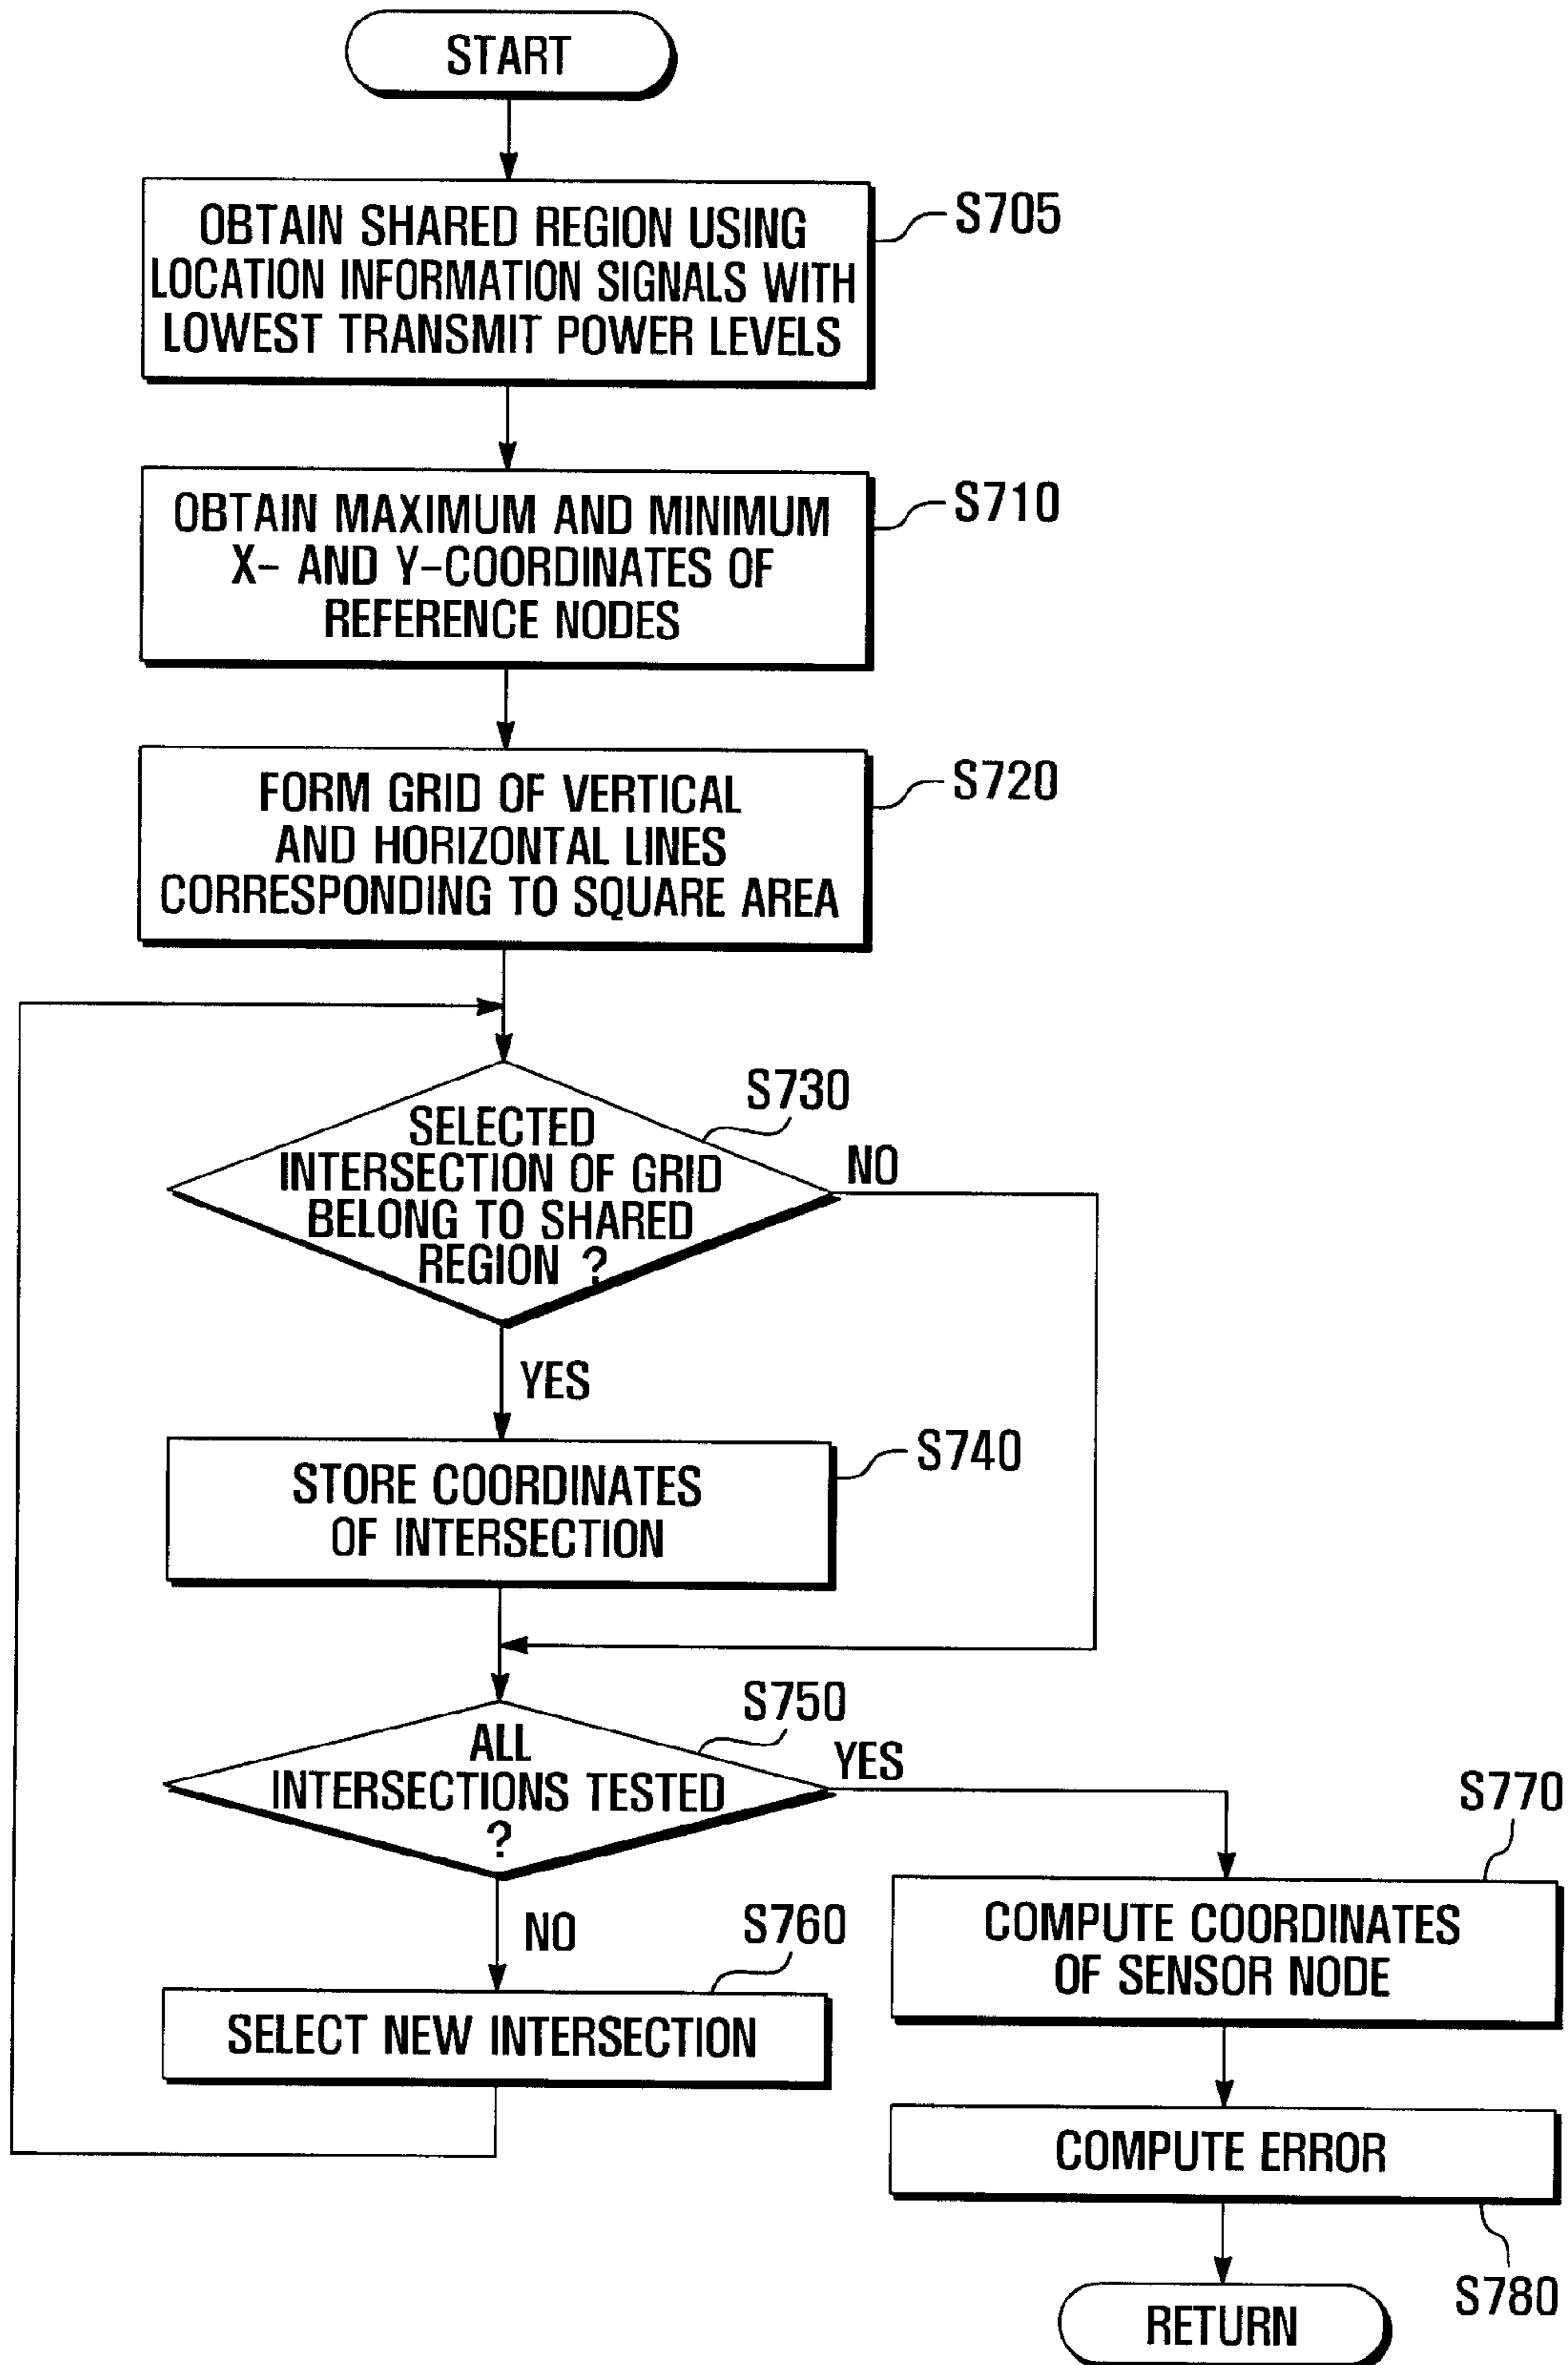 START
OBTAIN SHARED REGION USING
LOCATION INFORMATION SIGNALS WITH
LOWEST TRANSMIT POWER LEVELS
S705
OBTAIN MAXIMUM AND MINIMUM
X- AND Y-COORDINATES OF
REFERENCE NODES
S710
FORM GRID OF VERTICAL
AND HORIZONTAL LINES
CORRESPONDING TO SQUARE AREA
S720
SELECTED
INTERSECTION OF GRID
BELONG TO SHARED
REGION ?
S730
NO
YES
STORE COORDINATES
OF INTERSECTION
S740
ALL
INTERSECTIONS TESTED
?
S750
YES
NO
SELECT NEW INTERSECTION
S760
S770
COMPUTE COORDINATES
OF SENSOR NODE
COMPUTE ERROR
S780
RETURN